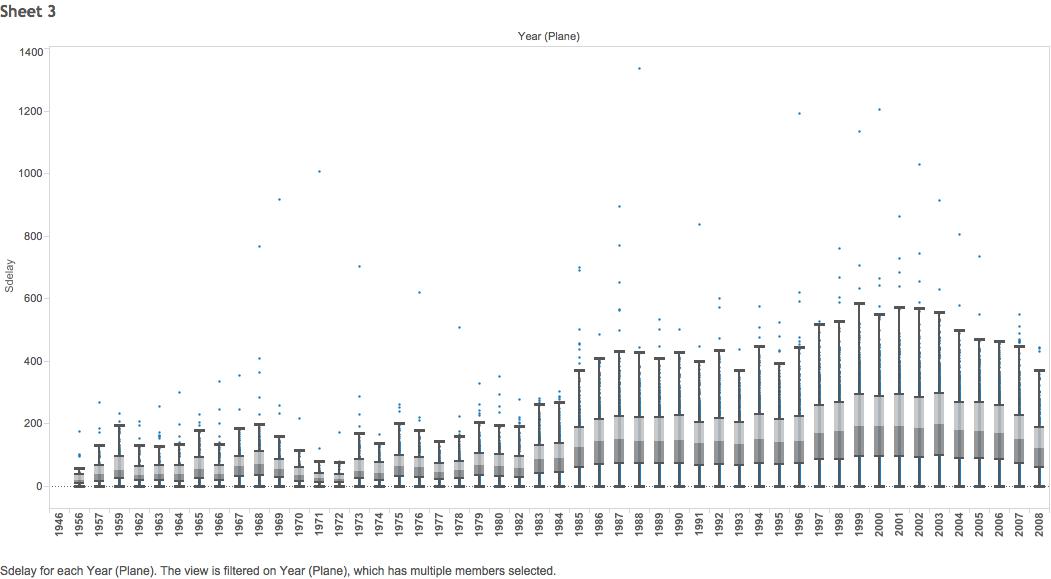 Sheet 3
Year (Plane)
1400
1200
1000
800
600
400
200
0
Sdelay
1946 1956 1957 1959 1962 1963 1964 1965 1966 1967 1968 1969 1970 1971 1972 1973 1974 1975 1976 1977 1978 1979 1980 1982 1983 1984 1985 1986 1987 1988 1989 1990 1991 1992 1993 1994 1995 1996 1997 1998 1999 2000 2001 2002 2003 2004 2005 2006 2007 2008
Sdelay for each Year (Plane). The view is filtered on Year (Plane), which has multiple members selected.